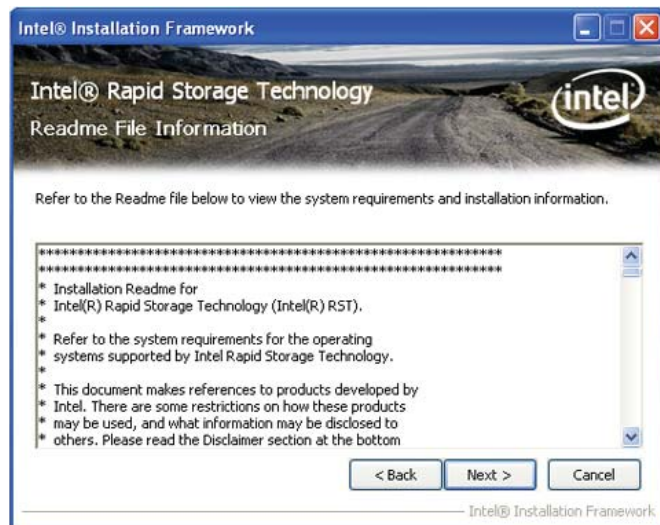 Intel® Installation Framework
Intel® Rapid Storage Technology
Readme File Information
intel
Refer to the Readme file below to view the system requirements and installation information.
************************************************************
************************************************************
* Installation Readme for
* Intel(R) Rapid Storage Technology (Intel(R) RST).
*
* Refer to the system requirements for the operating
* systems supported by Intel Rapid Storage Technology.
*
* This document makes references to products developed by
* Intel. There are some restrictions on how these products
* may be used, and what information may be disclosed to
* others. Please read the Disclaimer section at the bottom
< Back
Next >
Cancel
Intel® Installation Framework